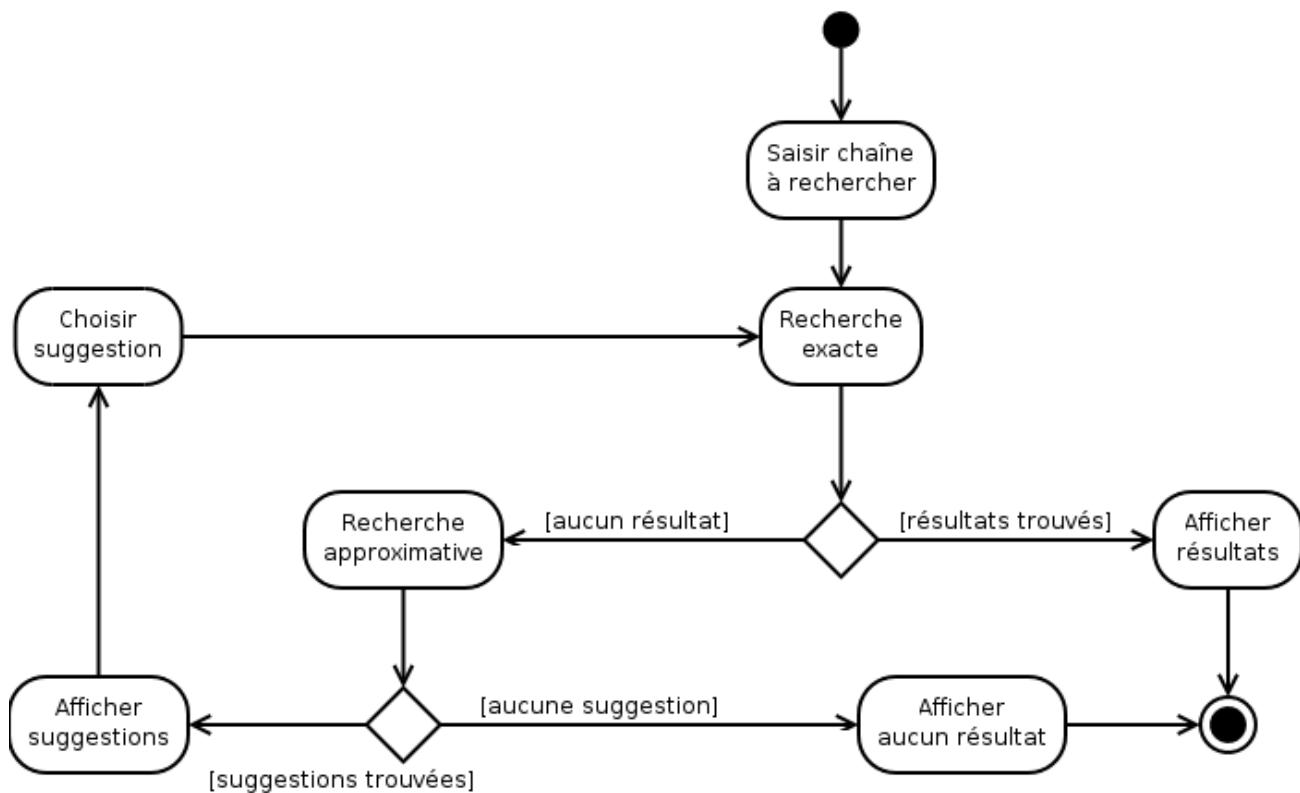 Saisir chaîne
à rechercher
Choisir
suggestion
Recherche
exacte
Recherche
approximative
[aucun résultat]
[résultats trouvés]
Afficher
résultats
Afficher
suggestions
[aucune suggestion]
Afficher
aucun résultat
[suggestions trouvées]